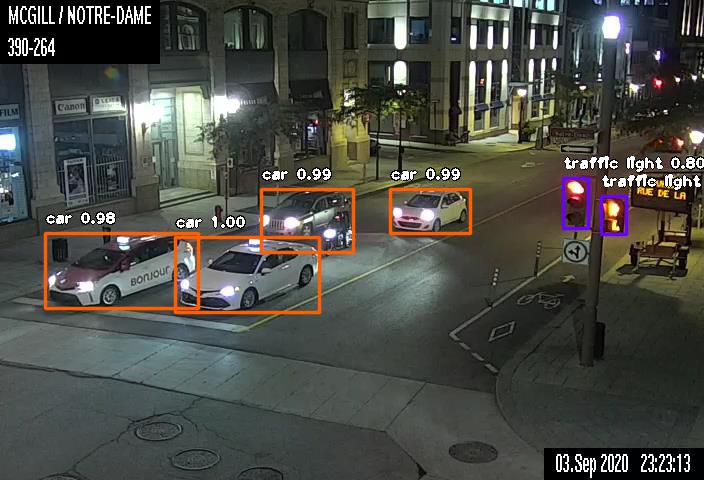 MCGILL / NOTRE-DAME
390-264
FILM
Canon
car 0.99
car 0.99
traffic light 0.80
traffic light
RUE DE LA
car 0.98
car 1.00
BONJOUR
03.Sep 2020 23:23:13